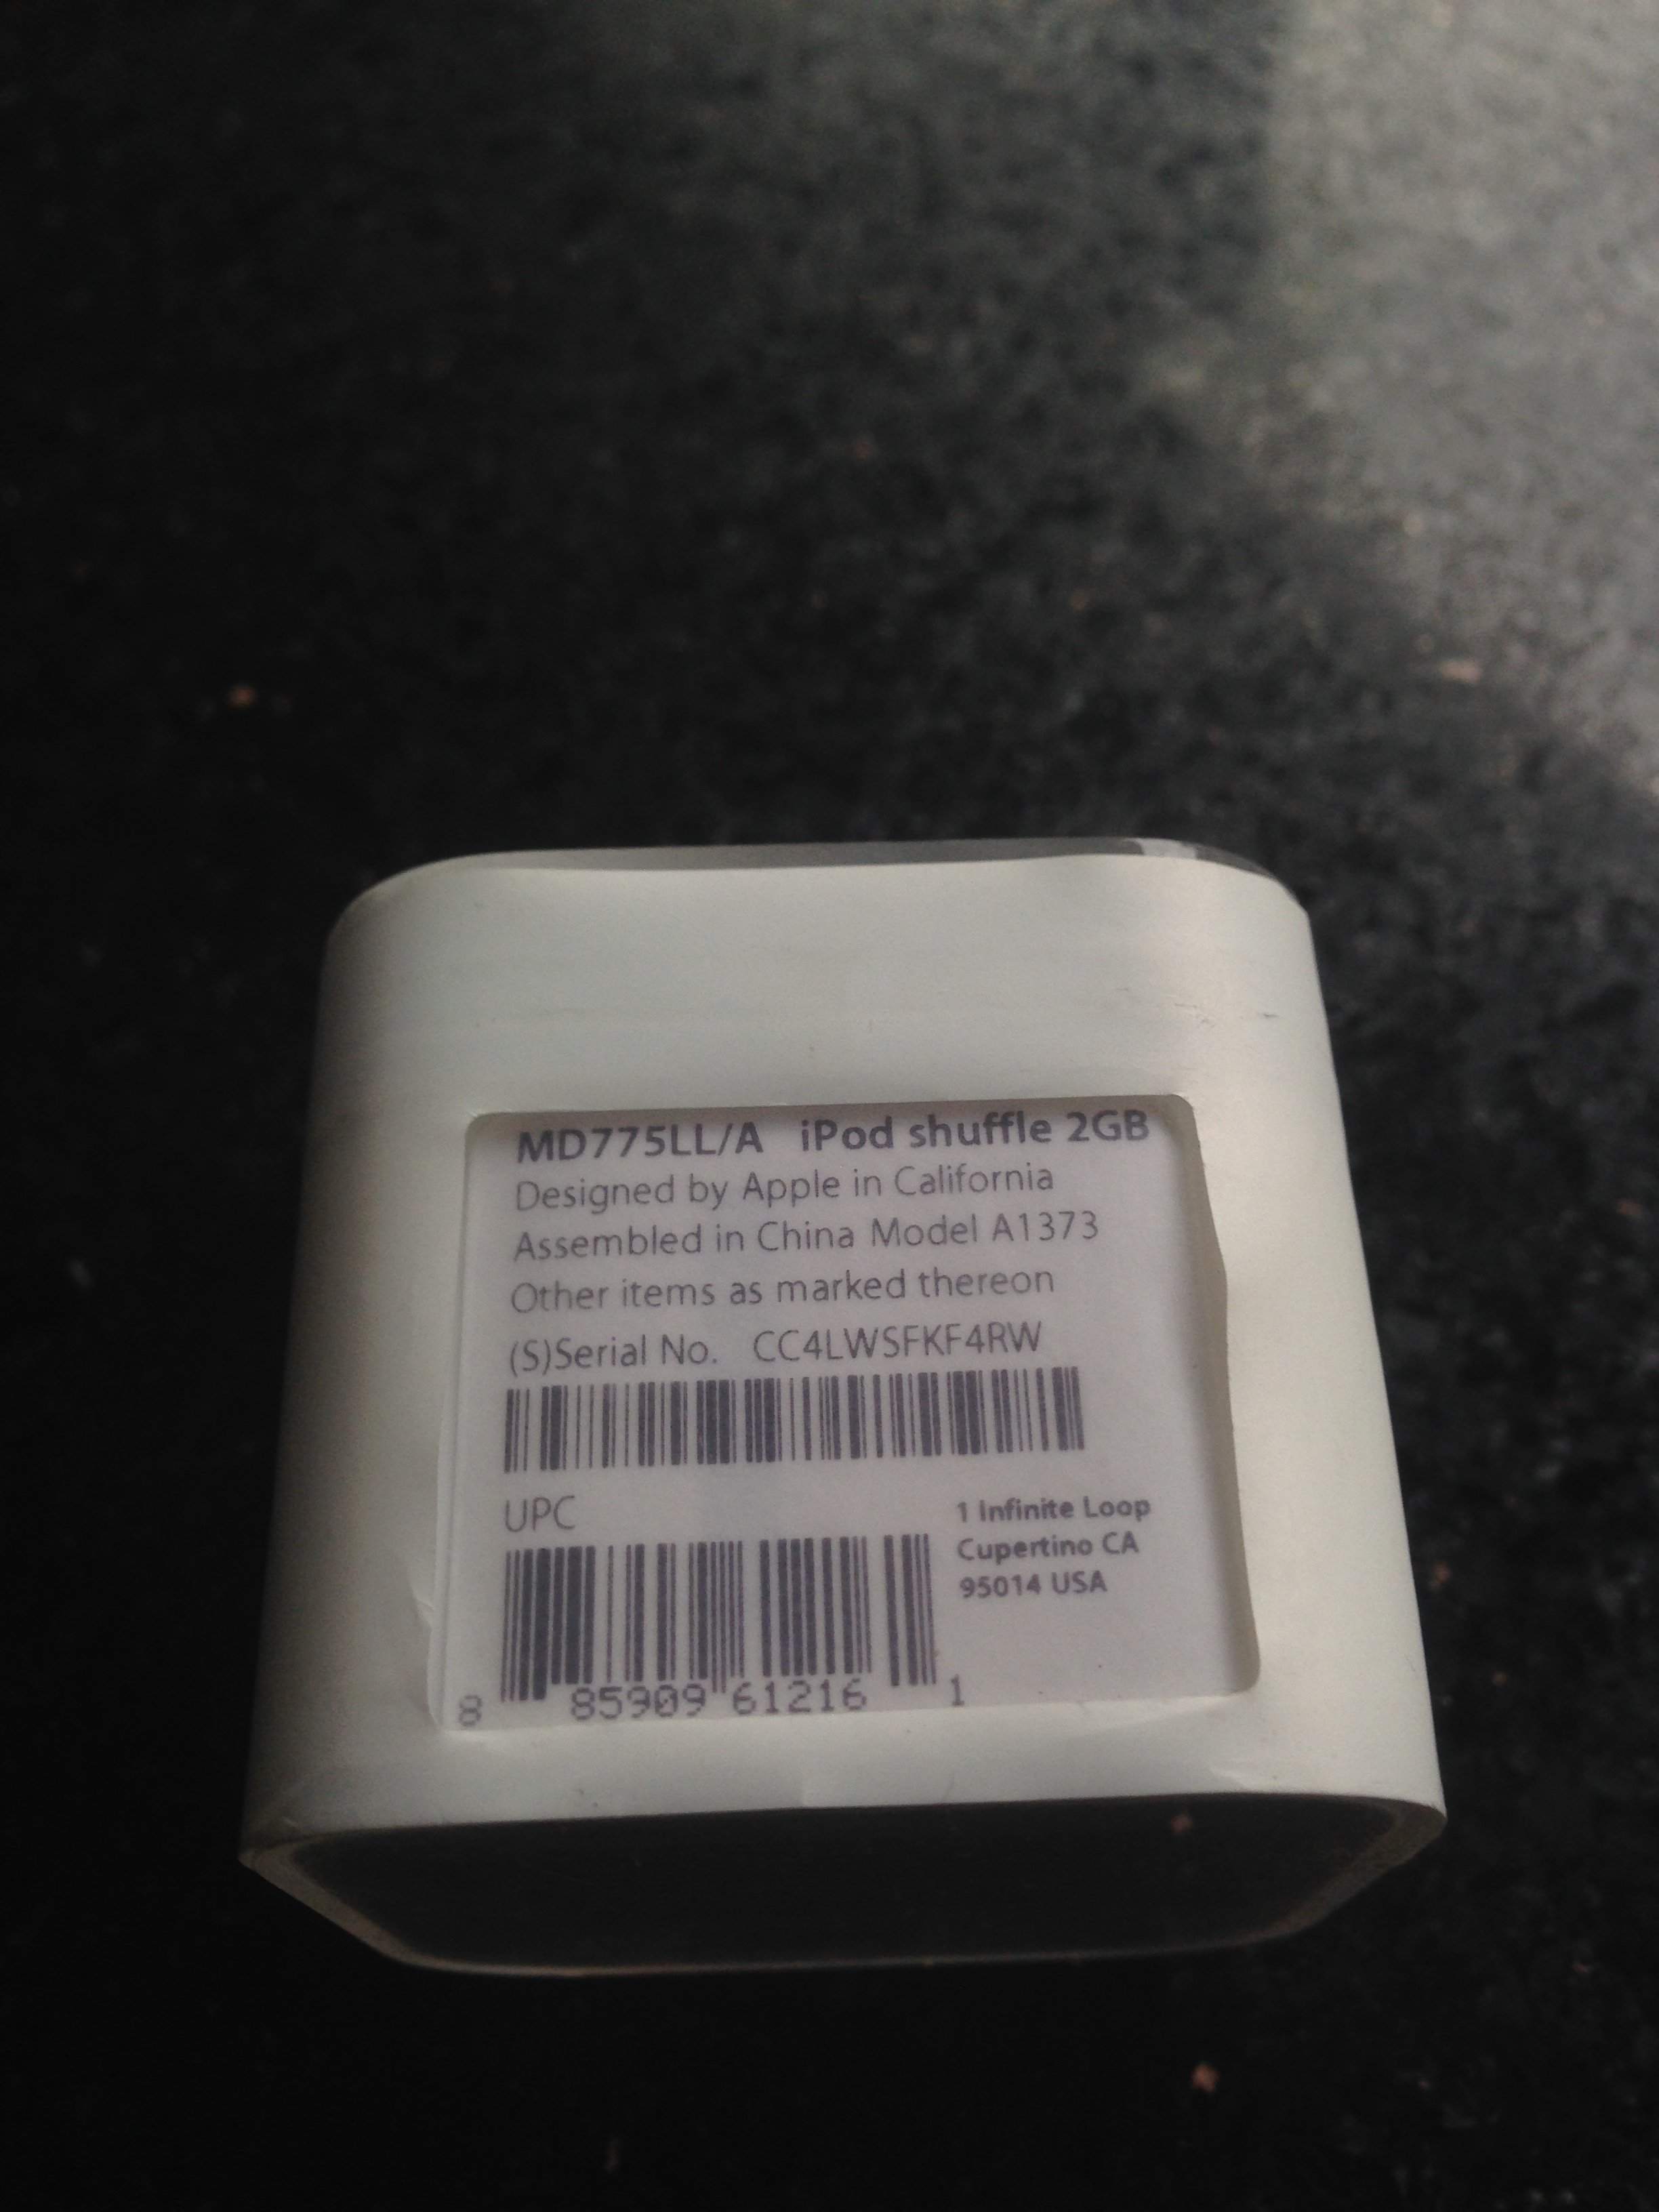 MD775LL/A iPod shuffle 2GB
Designed by Apple in California
Assembled in China Model A1373
Other items as marked thereon
(S)Serial No. CC4LWSFKF4RW
UPC
1 Infinite Loop
Cupertino CA
95014 USA
8 85909 61216 1